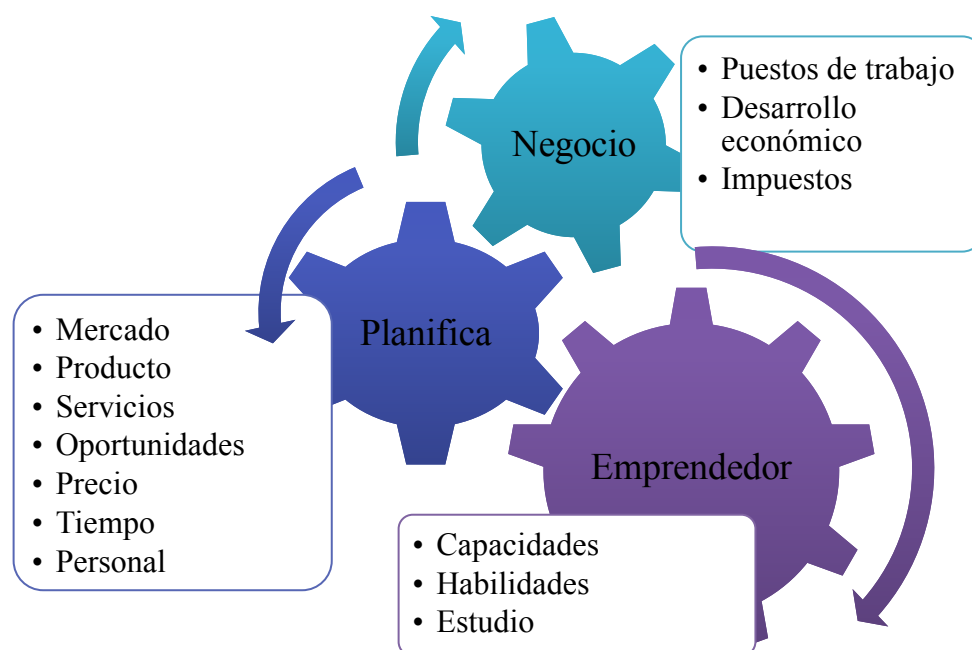 Negocio
• Puestos de trabajo
• Desarrollo
económico
• Impuestos
Planifica
• Mercado
• Producto
• Servicios
• Oportunidades
• Precio
• Tiempo
• Personal
Emprendedor
• Capacidades
• Habilidades
• Estudio